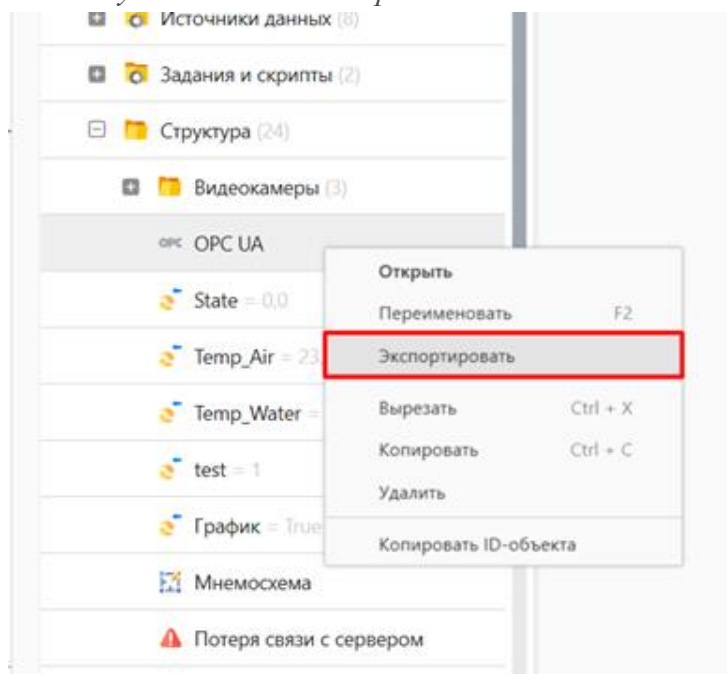 Источники данных (8)
Задания и скрипты (2)
Структура (24)
Видеокамеры (3)
OPC OPC UA
State = 0.0
Temp_Air = 23
Temp_Water =
test = 1
График = True
Мнемосхема
Потеря связи с сервером
Открыть
Переименовать F2
Экспортировать
Вырезать Ctrl + X
Копировать Ctrl + C
Удалить
Копировать ID-объекта